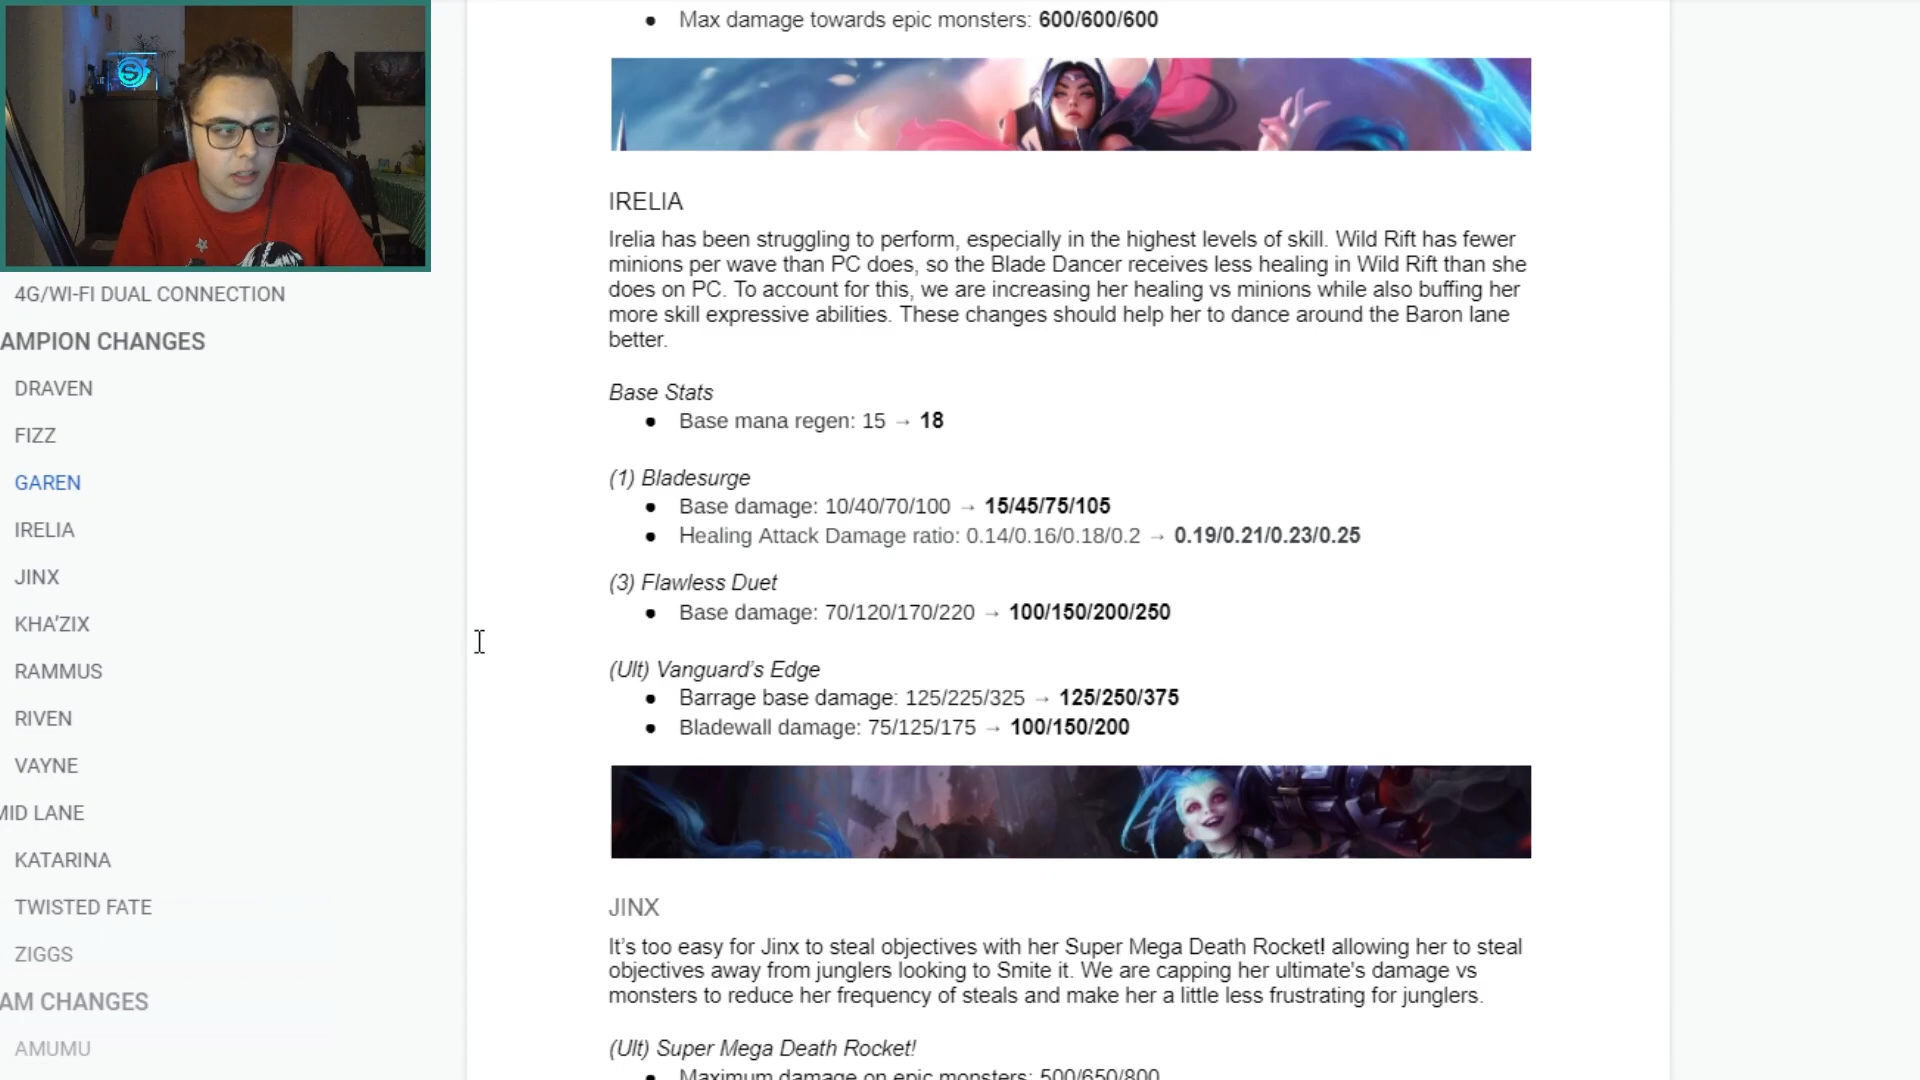 4G/WI-FI DUAL CONNECTION
AMPION CHANGES
DRAVEN
FIZZ
GAREN
IRELIA
JINX
KHA'ZIX
RAMMUS
RIVEN
VAYNE
MID LANE
KATARINA
TWISTED FATE
ZIGGS
AM CHANGES
AMUMU
● Max damage towards epic monsters: 600/600/600
IRELIA
Irelia has been struggling to perform, especially in the highest levels of skill. Wild Rift has fewer
minions per wave than PC does, so the Blade Dancer receives less healing in Wild Rift than she
does on PC. To account for this, we are increasing her healing vs minions while also buffing her
more skill expressive abilities. These changes should help her to dance around the Baron lane
better.
Base Stats
● Base mana regen: 15 → 18
(1) Bladesurge
● Base damage: 10/40/70/100 → 15/45/75/105
● Healing Attack Damage ratio: 0.14/0.16/0.18/0.2 → 0.19/0.21/0.23/0.25
(3) Flawless Duet
● Base damage: 70/120/170/220 → 100/150/200/250
(Ult) Vanguard's Edge
● Barrage base damage: 125/225/325 → 125/250/375
● Bladewall damage: 75/125/175 → 100/150/200
JINX
It's too easy for Jinx to steal objectives with her Super Mega Death Rocket! allowing her to steal
objectives away from junglers looking to Smite it. We are capping her ultimate's damage vs
monsters to reduce her frequency of steals and make her a little less frustrating for junglers.
(Ult) Super Mega Death Rocket!
● Maximum damage on epic monsters: 500/650/800